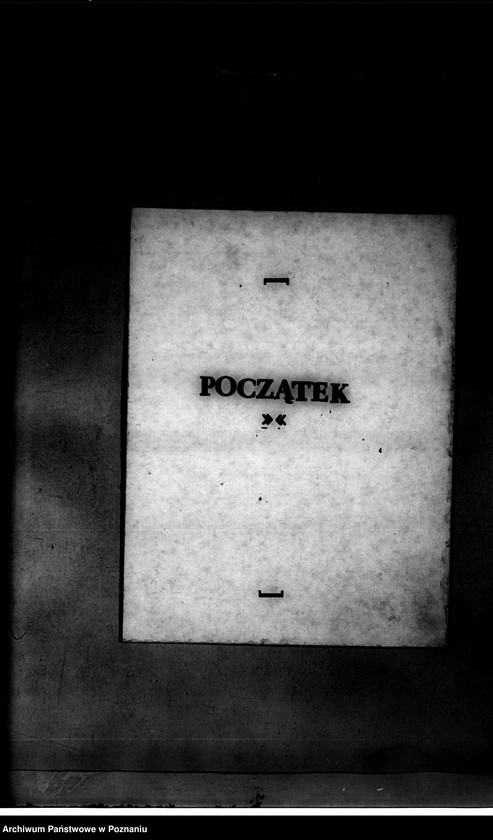 POCZĄTEK
»«
Archiwum Państwowe w Poznaniu